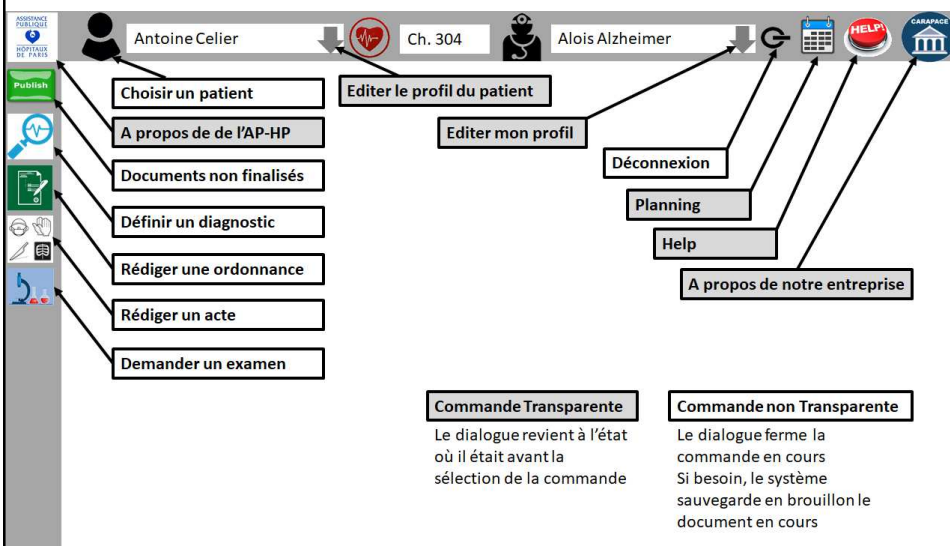 ASSISTANCE
PUBLIQUE
HÔPITAUX
DE PARIS
Antoine Celier
Ch. 304
Alois Alzheimer
HELP!
CARAPACE
Publish
Choisir un patient
Editer le profil du patient
A propos de de l'AP-HP
Editer mon profil
Documents non finalisés
Déconnexion
Définir un diagnostic
Planning
Help
Rédiger une ordonnance
A propos de notre entreprise
Rédiger un acte
Demander un examen
Commande Transparente
Le dialogue revient à l'état
où il était avant la
sélection de la commande
Commande non Transparente
Le dialogue ferme la
commande en cours
Si besoin, le système
sauvegarde en brouillon le
document en cours